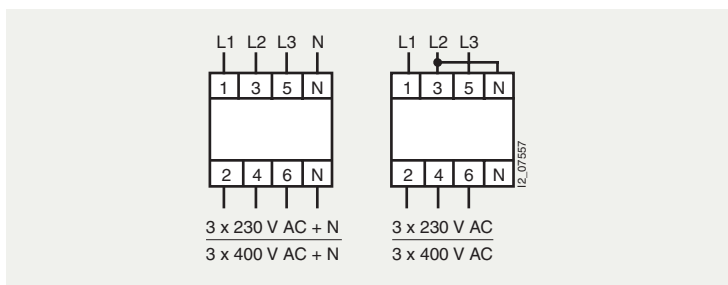 L1 L2 L3 N
1 3 5 N
2 4 6 N
3 x 230 V AC + N
3 x 400 V AC + N
L1 L2 L3
1 3 5 N
2 4 6 N
3 x 230 V AC
3 x 400 V AC
I2_07557